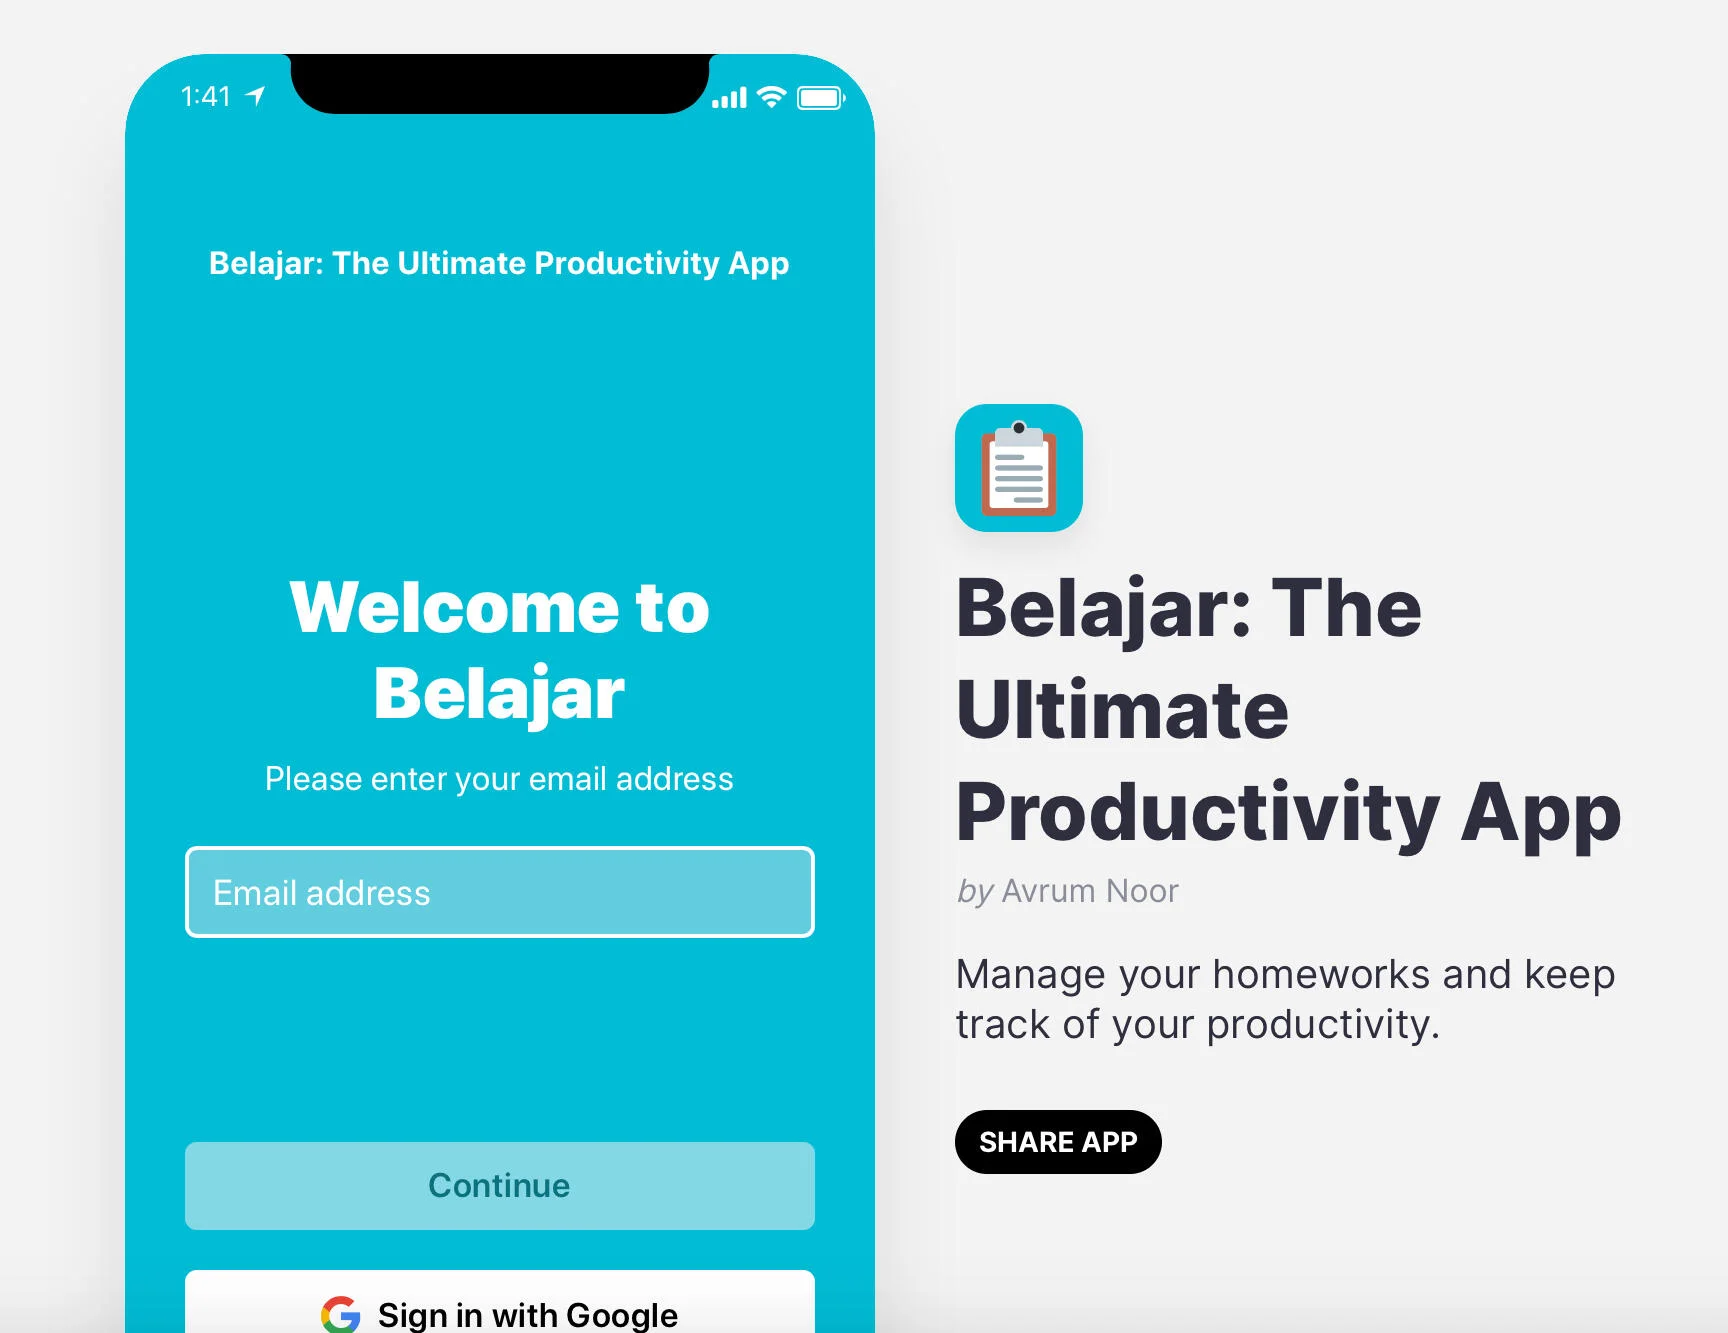 1:41
Belajar: The Ultimate Productivity App
Welcome to
Belajar
Please enter your email address
Email address
Continue
Sign in with Google
Belajar: The
Ultimate
Productivity App
by Avrum Noor
Manage your homeworks and keep
track of your productivity.
SHARE APP